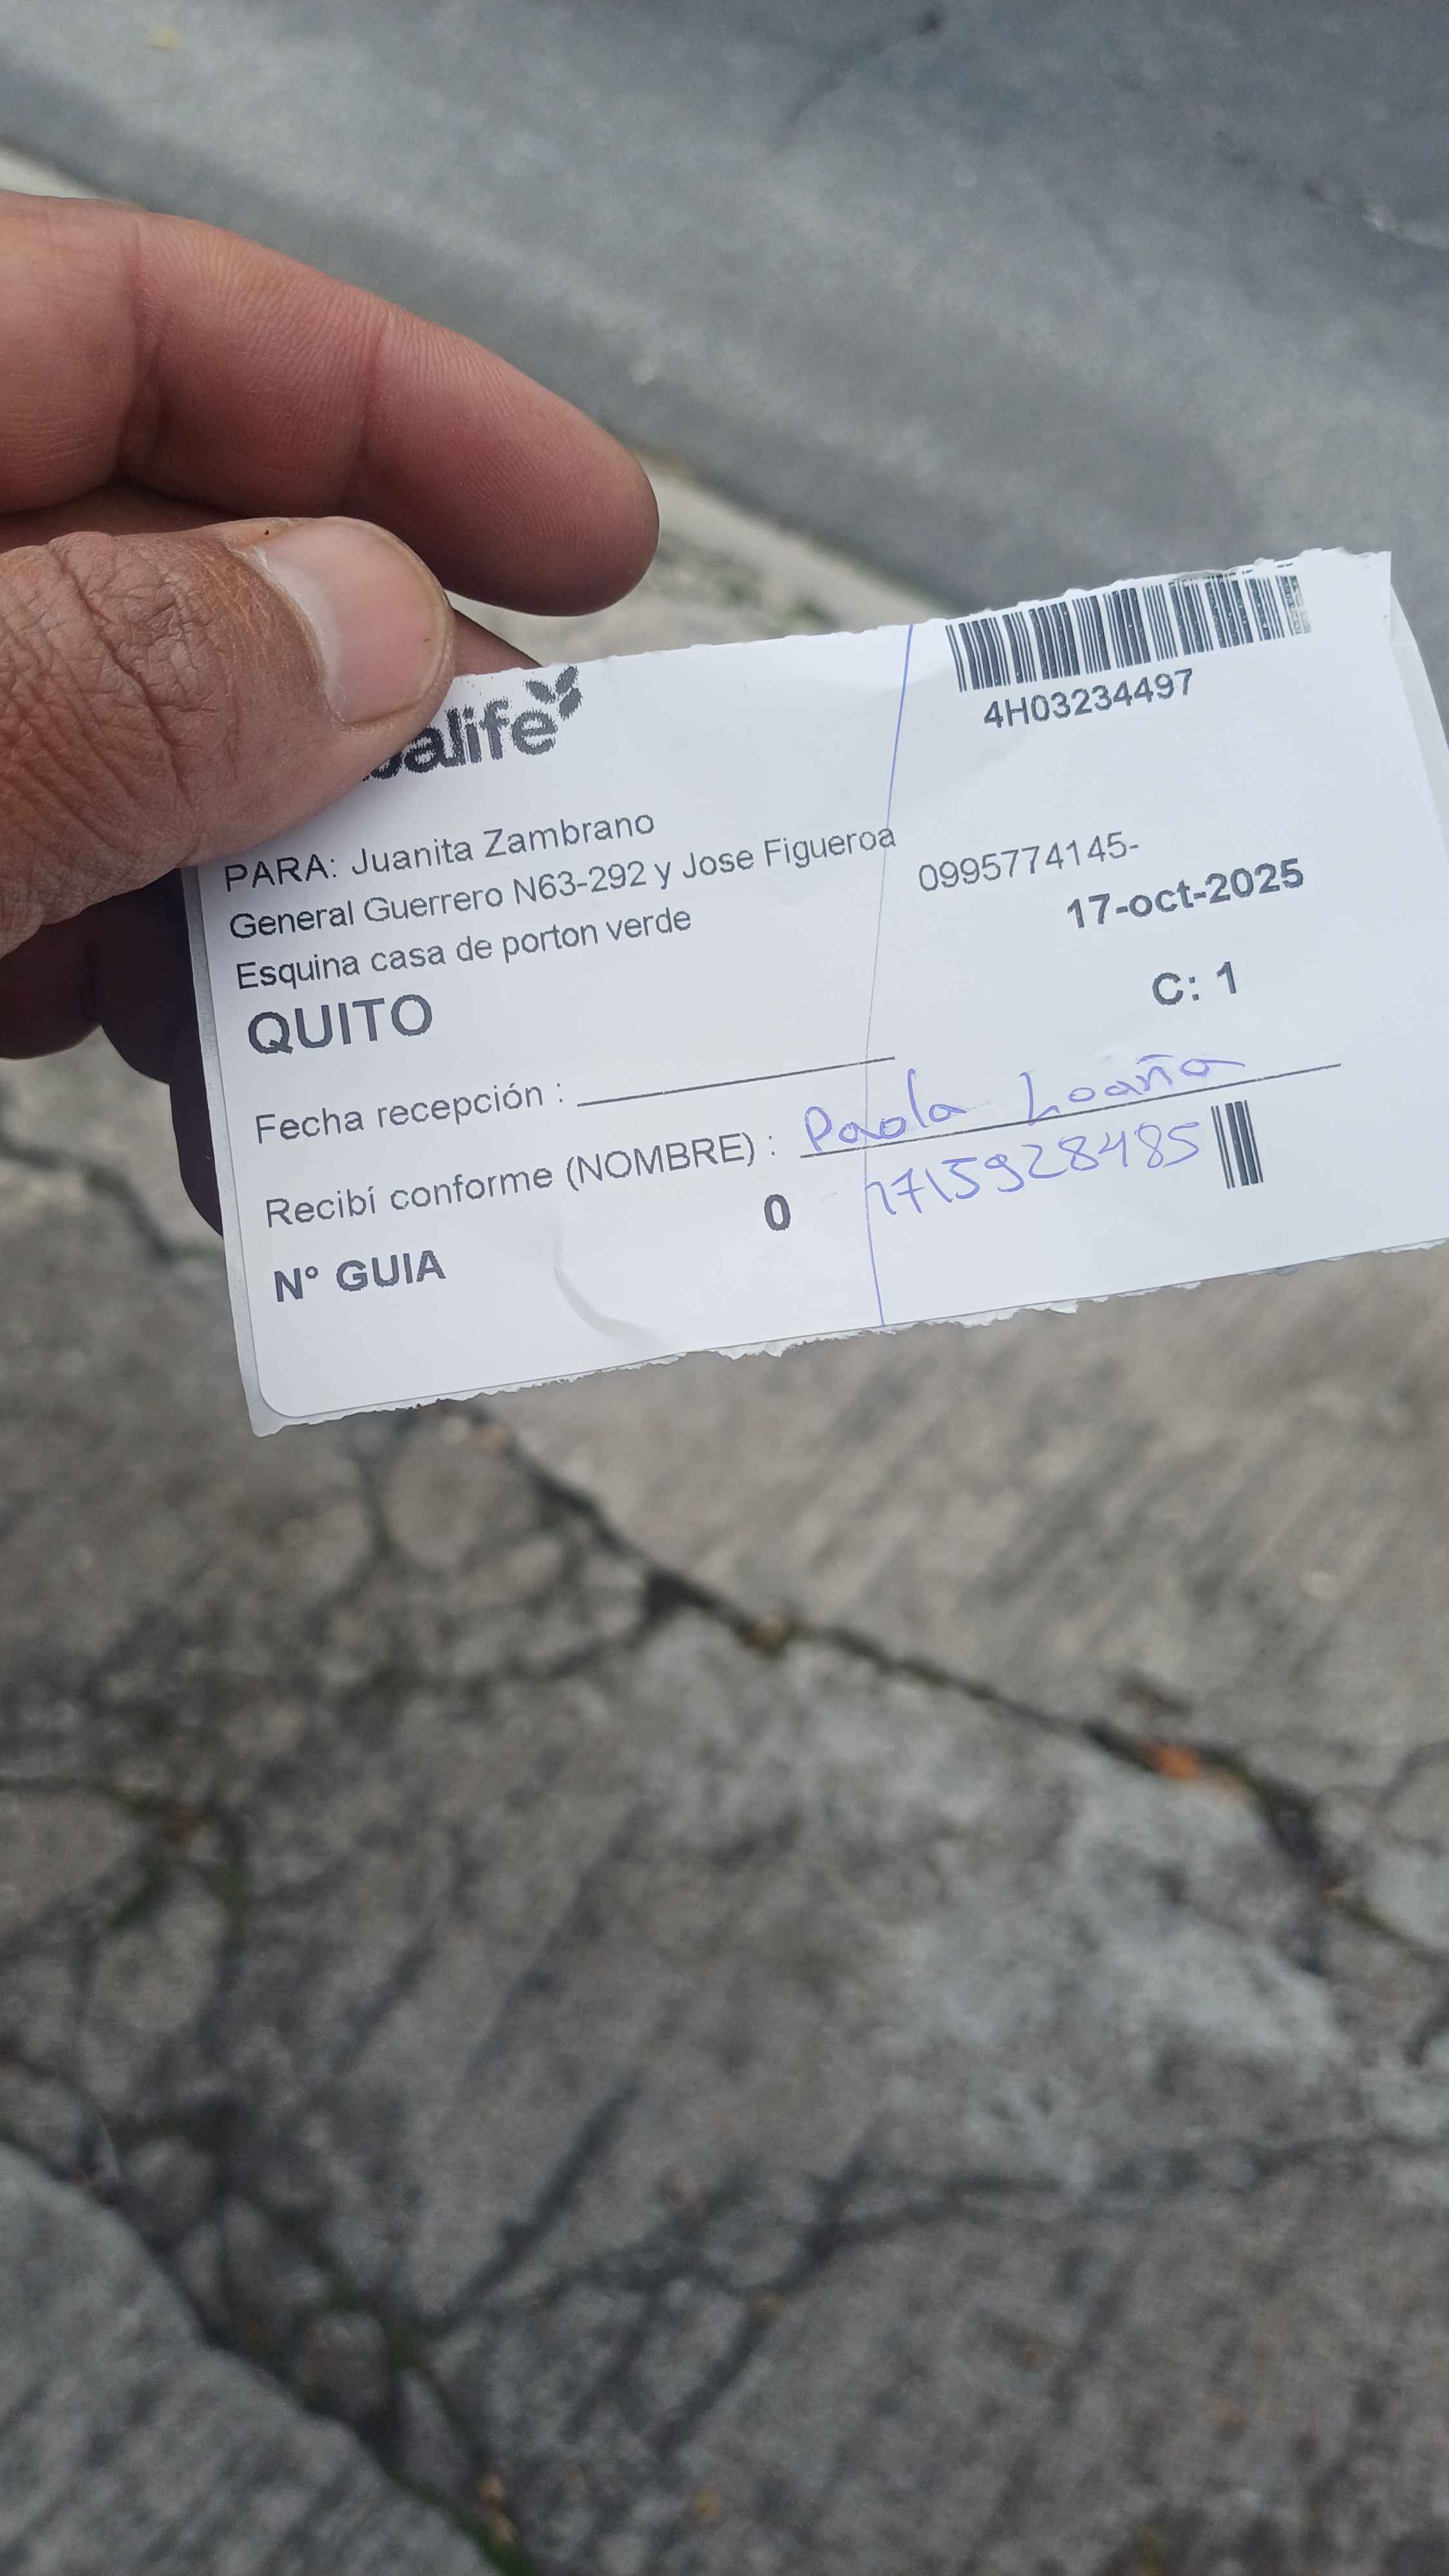 alife
4H03234497
PARA: Juanita Zambrano
General Guerrero N63-292 y Jose Figueroa
0995774145-
Esquina casa de porton verde
17-oct-2025
QUITO
C: 1
Fecha recepción :
Recibí conforme (NOMBRE) : Paola Loaña
1715928485
N° GUIA
0